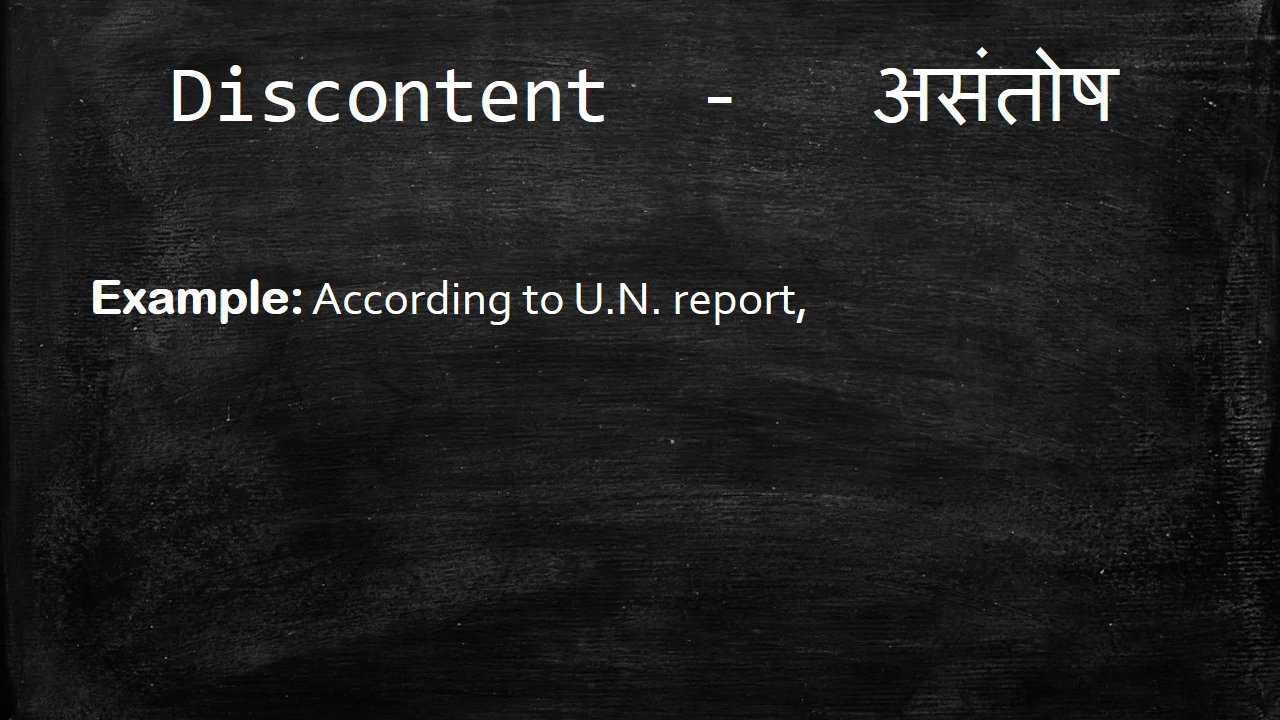 Discontent - असंतोष
Example: According to U.N. report,